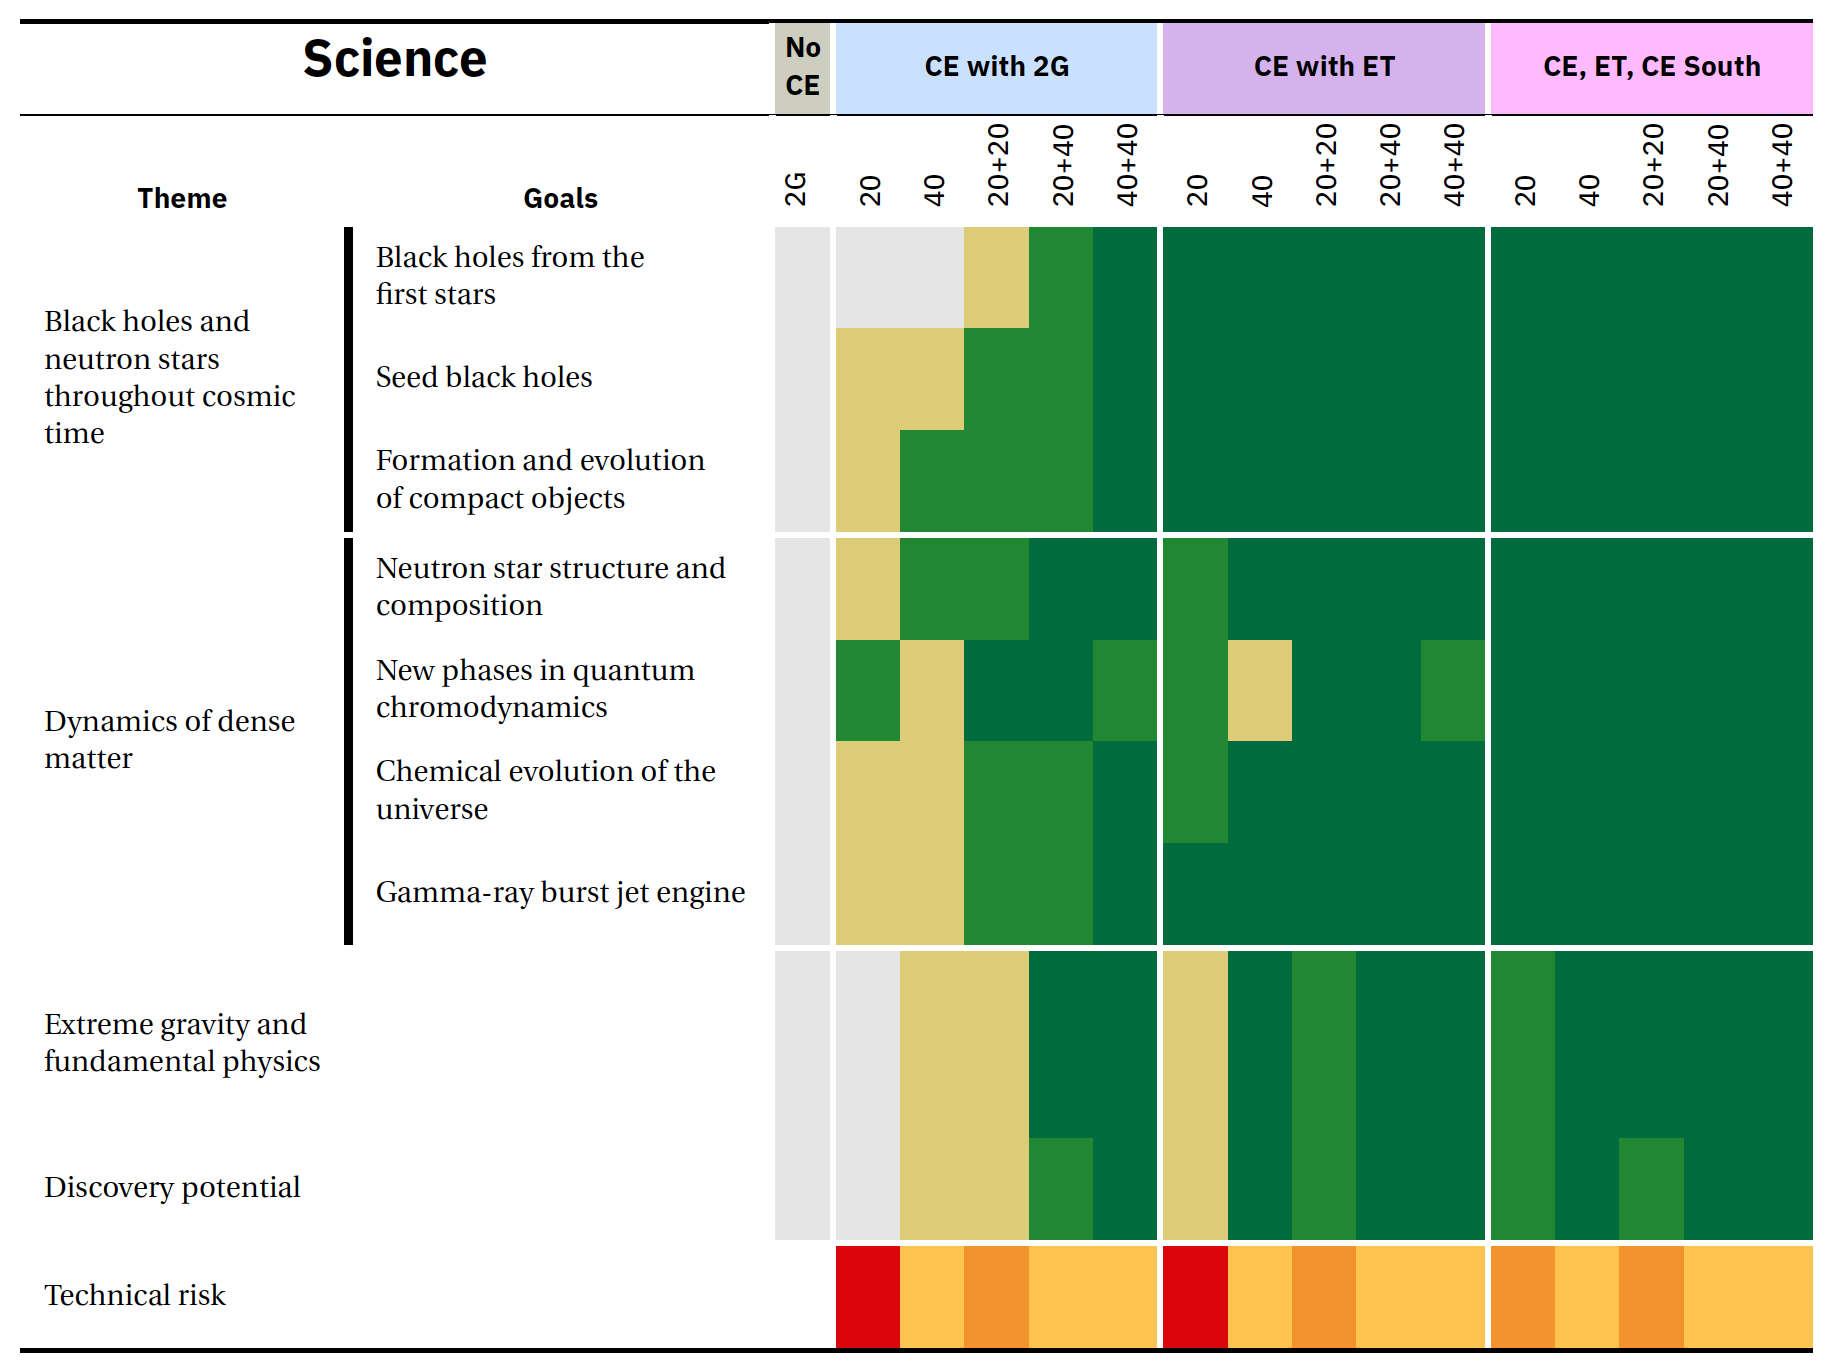 Science
No
CE
CE with 2G
CE with ET
CE, ET, CE South
Theme
Goals
2G
20
40
20+20
20+40
40+40
20
40
20+20
20+40
40+40
20
40
20+20
20+40
40+40
Black holes and
neutron stars
throughout cosmic
time
Black holes from the
first stars
Seed black holes
Formation and evolution
of compact objects
Dynamics of dense
matter
Neutron star structure and
composition
New phases in quantum
chromodynamics
Chemical evolution of the
universe
Gamma-ray burst jet engine
Extreme gravity and
fundamental physics
Discovery potential
Technical risk